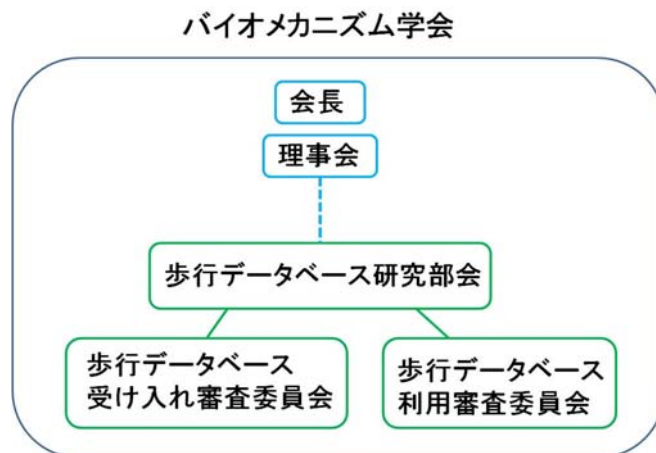 バイオメカニズム学会
会長
理事会
歩行データベース研究部会
歩行データベース
受け入れ審査委員会
歩行データベース
利用審査委員会